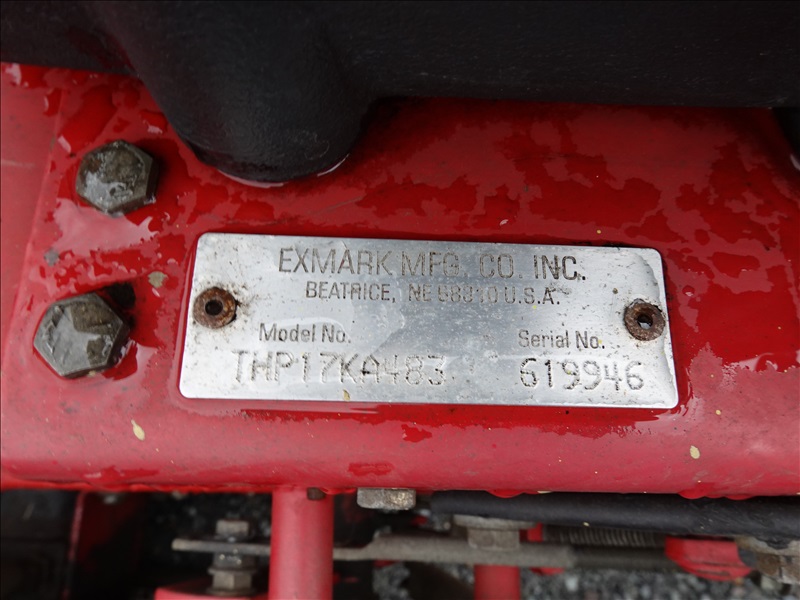 EXMARK MFG. CO. INC.
BEATRICE, NE 68310 U.S.A.
Model No. Serial No.
THP17KA483 619946